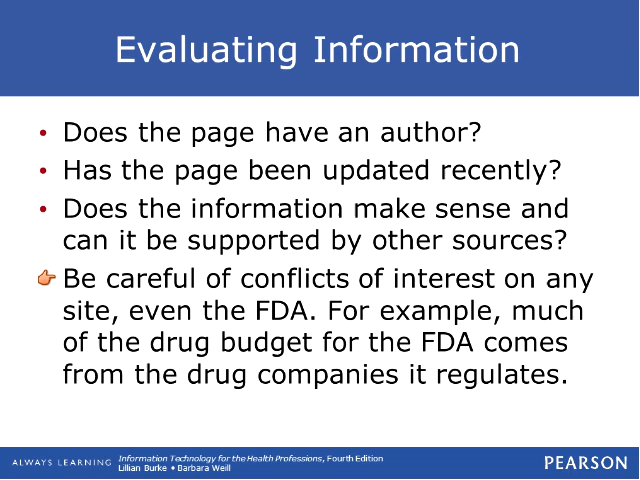 Evaluating Information
• Does the page have an author?
• Has the page been updated recently?
• Does the information make sense and
can it be supported by other sources?
Be careful of conflicts of interest on any
site, even the FDA. For example, much
of the drug budget for the FDA comes
from the drug companies it regulates.
ALWAYS LEARNING
Information Technology for the Health Professions, Fourth Edition
Lillian Burke ♦ Barbara Weill
PEARSON